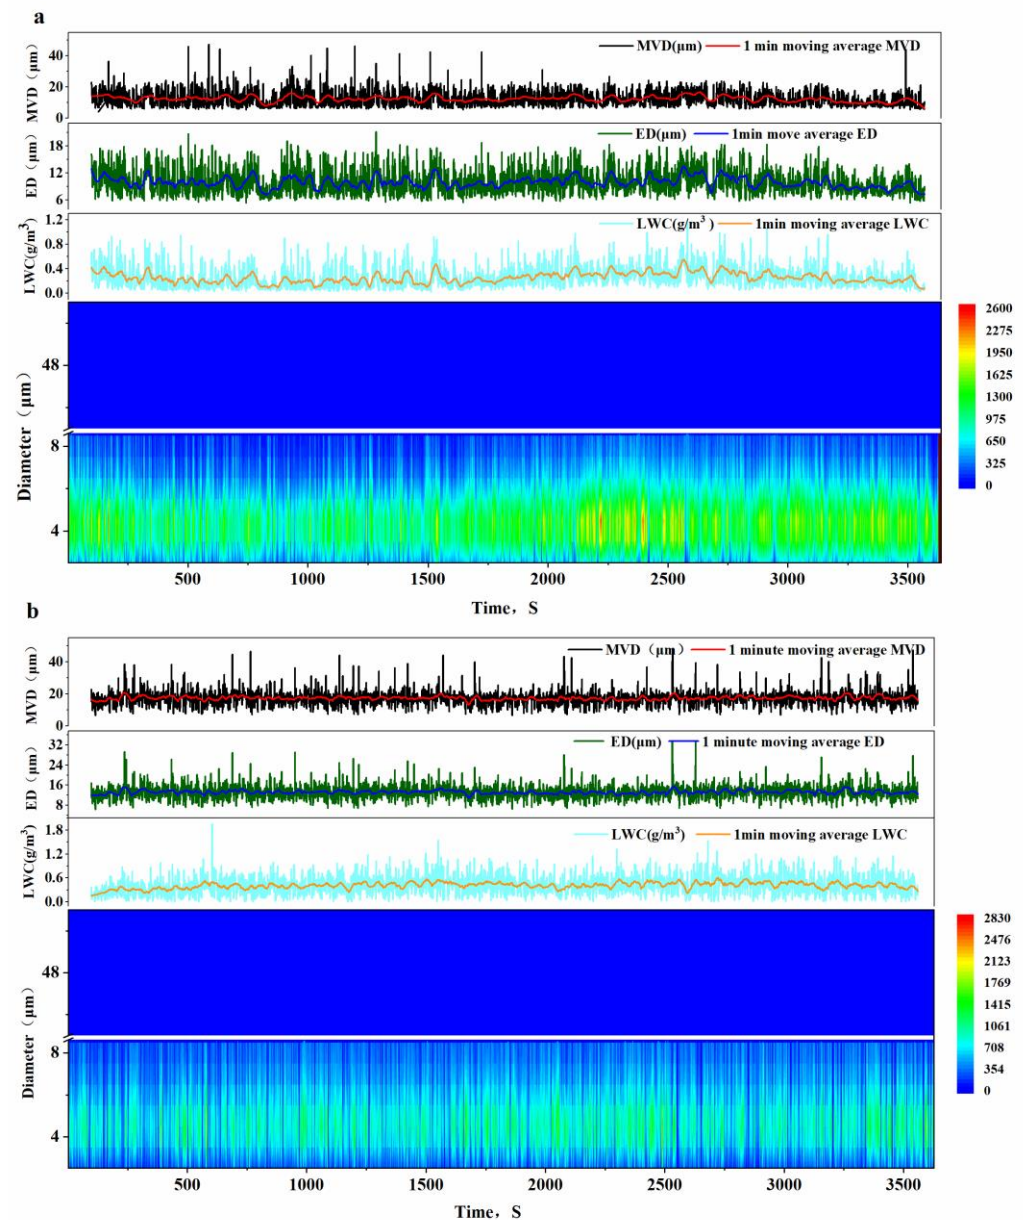 a
MVD(μm) 1 min moving average MVD
MVD（μm)
40
20
0
ED(μm) 1min move average ED
ED（μm)
18
12
6
LWC(g/m³ ) 1min moving average LWC
LWC(g/m³)
1.2
0.8
0.4
0.0
Diameter（μm)
48
8
4
2600
2275
1950
1625
1300
975
650
325
0
500 1000 1500 2000 2500 3000 3500
Time，S
b
MVD（μm) 1 minute moving average MVD
MVD（μm)
40
20
0
ED(μm) 1 minute moving average ED
ED（μm)
32
24
16
8
LWC(g/m³) 1min moving average LWC
LWC(g/m³)
1.8
1.2
0.6
0.0
Diameter（μm)
48
8
4
2830
2476
2123
1769
1415
1061
708
354
0
500 1000 1500 2000 2500 3000 3500
Time，S